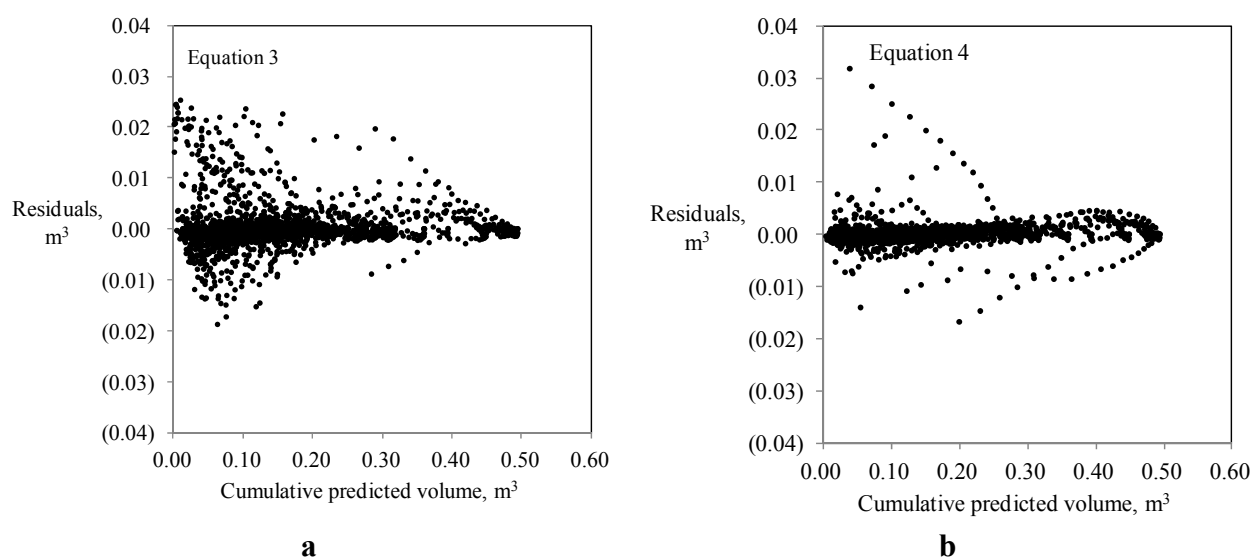 0.04
Equation 3
0.03
0.02
0.01
Residuals,
m³
0.00
(0.01)
(0.02)
(0.03)
(0.04)
0.00 0.10 0.20 0.30 0.40 0.50 0.60
Cumulative predicted volume, m³
a
0.04
Equation 4
0.03
0.02
0.01
Residuals,
m³
0.00
(0.01)
(0.02)
(0.03)
(0.04)
0.00 0.10 0.20 0.30 0.40 0.50 0.60
Cumulative predicted volume, m³
b